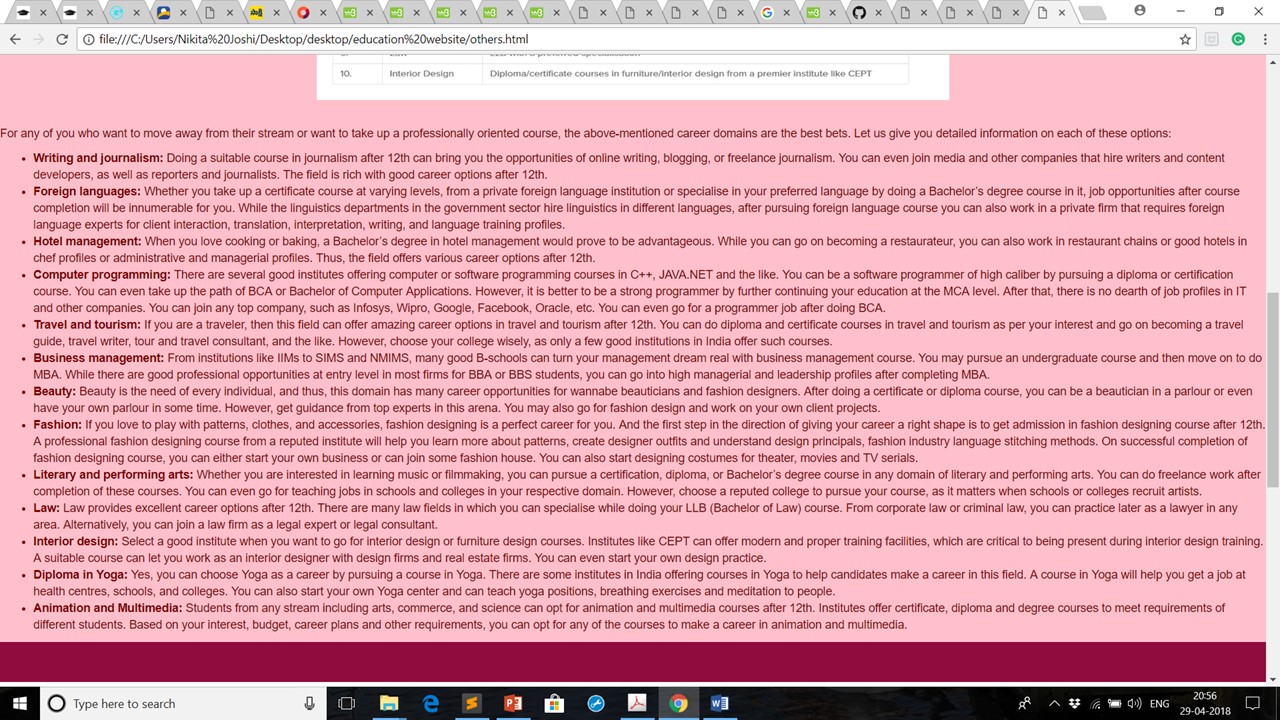 file:///C:/Users/Nikita%20Joshi/Desktop/desktop/education%20website/others.html
10. Interior Design Diploma/certificate courses in furniture/interior design from a premier institute like CEPT
For any of you who want to move away from their stream or want to take up a professionally oriented course, the above-mentioned career domains are the best bets. Let us give you detailed information on each of these options:
• Writing and journalism: Doing a suitable course in journalism after 12th can bring you the opportunities of online writing, blogging, or freelance journalism. You can even join media and other companies that hire writers and content
developers, as well as reporters and journalists. The field is rich with good career options after 12th.
• Foreign languages: Whether you take up a certificate course at varying levels, from a private foreign language institution or specialise in your preferred language by doing a Bachelor's degree course in it, job opportunities after course
completion will be innumerable for you. While the linguistics departments in the government sector hire linguistics in different languages, after pursuing foreign language course you can also work in a private firm that requires foreign
language experts for client interaction, translation, interpretation, writing, and language training profiles.
• Hotel management: When you love cooking or baking, a Bachelor's degree in hotel management would prove to be advantageous. While you can go on becoming a restaurateur, you can also work in restaurant chains or good hotels in
chef profiles or administrative and managerial profiles. Thus, the field offers various career options after 12th.
• Computer programming: There are several good institutes offering computer or software programming courses in C++, JAVA.NET and the like. You can be a software programmer of high caliber by pursuing a diploma or certification
course. You can even take up the path of BCA or Bachelor of Computer Applications. However, it is better to be a strong programmer by further continuing your education at the MCA level. After that, there is no dearth of job profiles in IT
and other companies. You can join any top company, such as Infosys, Wipro, Google, Facebook, Oracle, etc. You can even go for a programmer job after doing BCA.
• Travel and tourism: If you are a traveler, then this field can offer amazing career options in travel and tourism after 12th. You can do diploma and certificate courses in travel and tourism as per your interest and go on becoming a travel
guide, travel writer, tour and travel consultant, and the like. However, choose your college wisely, as only a few good institutions in India offer such courses.
• Business management: From institutions like IIMs to SIMS and NMIMS, many good B-schools can turn your management dream real with business management course. You may pursue an undergraduate course and then move on to do
MBA. While there are good professional opportunities at entry level in most firms for BBA or BBS students, you can go into high managerial and leadership profiles after completing MBA.
• Beauty: Beauty is the need of every individual, and thus, this domain has many career opportunities for wannabe beauticians and fashion designers. After doing a certificate or diploma course, you can be a beautician in a parlour or even
have your own parlour in some time. However, get guidance from top experts in this arena. You may also go for fashion design and work on your own client projects.
• Fashion: If you love to play with patterns, clothes, and accessories, fashion designing is a perfect career for you. And the first step in the direction of giving your career a right shape is to get admission in fashion designing course after 12th.
A professional fashion designing course from a reputed institute will help you learn more about patterns, create designer outfits and understand design principals, fashion industry language stitching methods. On successful completion of
fashion designing course, you can either start your own business or can join some fashion house. You can also start designing costumes for theater, movies and TV serials.
• Literary and performing arts: Whether you are interested in learning music or filmmaking, you can pursue a certification, diploma, or Bachelor's degree course in any domain of literary and performing arts. You can do freelance work after
completion of these courses. You can even go for teaching jobs in schools and colleges in your respective domain. However, choose a reputed college to pursue your course, as it matters when schools or colleges recruit artists.
• Law: Law provides excellent career options after 12th. There are many law fields in which you can specialise while doing your LLB (Bachelor of Law) course. From corporate law or criminal law, you can practice later as a lawyer in any
area. Alternatively, you can join a law firm as a legal expert or legal consultant.
• Interior design: Select a good institute when you want to go for interior design or furniture design courses. Institutes like CEPT can offer modern and proper training facilities, which are critical to being present during interior design training.
A suitable course can let you work as an interior designer with design firms and real estate firms. You can even start your own design practice.
• Diploma in Yoga: Yes, you can choose Yoga as a career by pursuing a course in Yoga. There are some institutes in India offering courses in Yoga to help candidates make a career in this field. A course in Yoga will help you get a job at
health centres, schools, and colleges. You can also start your own Yoga center and can teach yoga positions, breathing exercises and meditation to people.
• Animation and Multimedia: Students from any stream including arts, commerce, and science can opt for animation and multimedia courses after 12th. Institutes offer certificate, diploma and degree courses to meet requirements of
different students. Based on your interest, budget, career plans and other requirements, you can opt for any of the courses to make a career in animation and multimedia.
Type here to search
ENG
20:56
29-04-2018